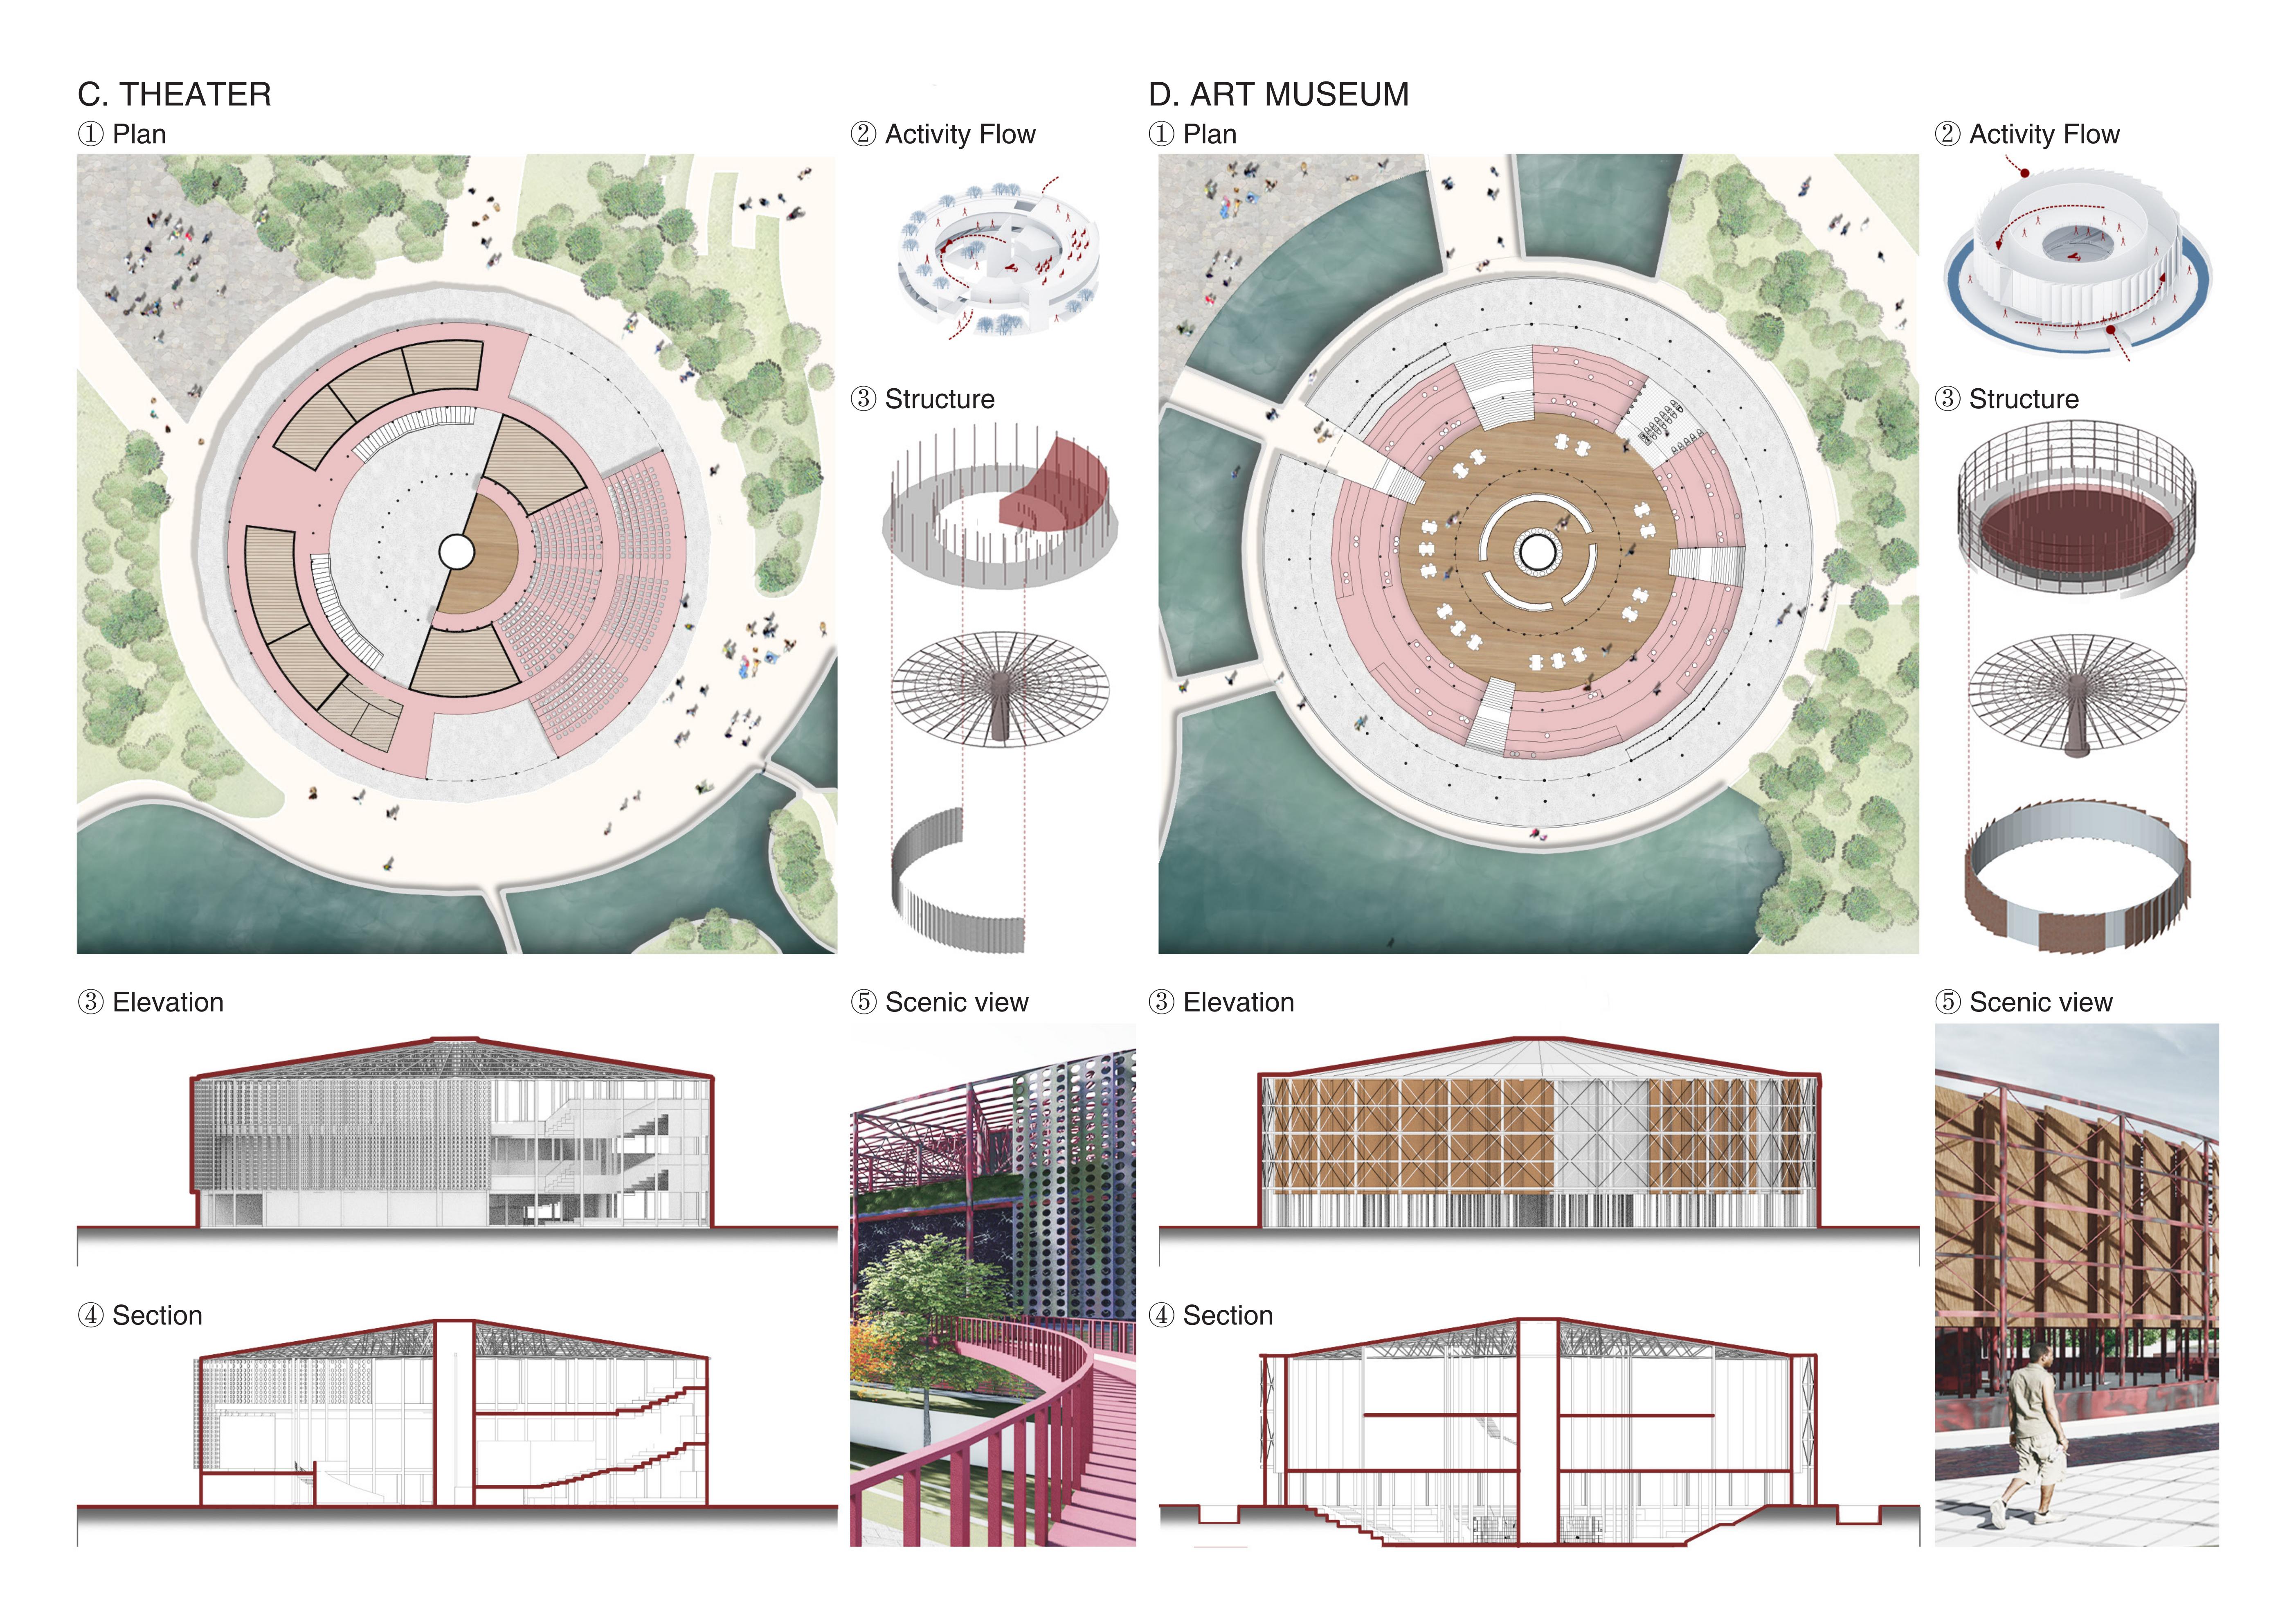 C. THEATER
① Plan
② Activity Flow
③ Structure
③ Elevation
④ Section
⑤ Scenic view
D. ART MUSEUM
① Plan
② Activity Flow
③ Structure
③ Elevation
④ Section
⑤ Scenic view